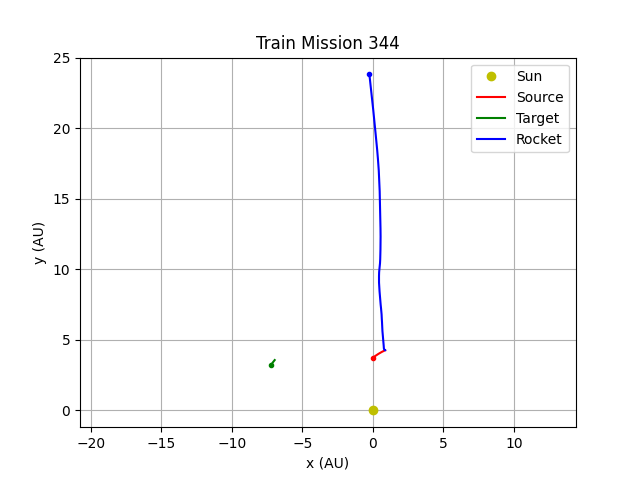 Train Mission 344
25
20
15
10
5
0
y (AU)
Sun
Source
Target
Rocket
−20 −15 −10 −5 0 5 10
x (AU)